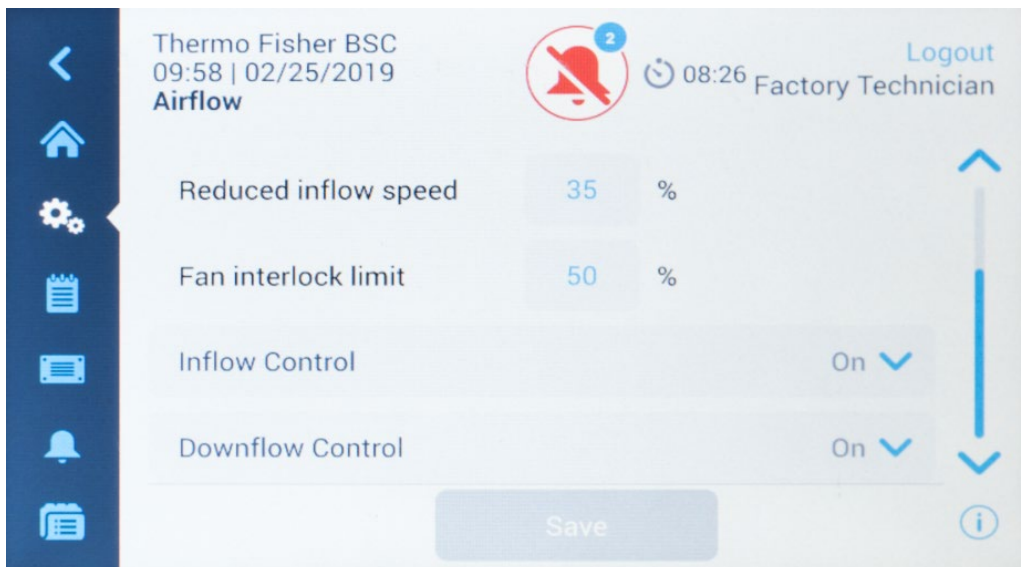 Thermo Fisher BSC
09:58 | 02/25/2019
Airflow
2
08:26
Logout
Factory Technician
Reduced inflow speed 35 %
Fan interlock limit 50 %
Inflow Control On
Downflow Control On
Save
i